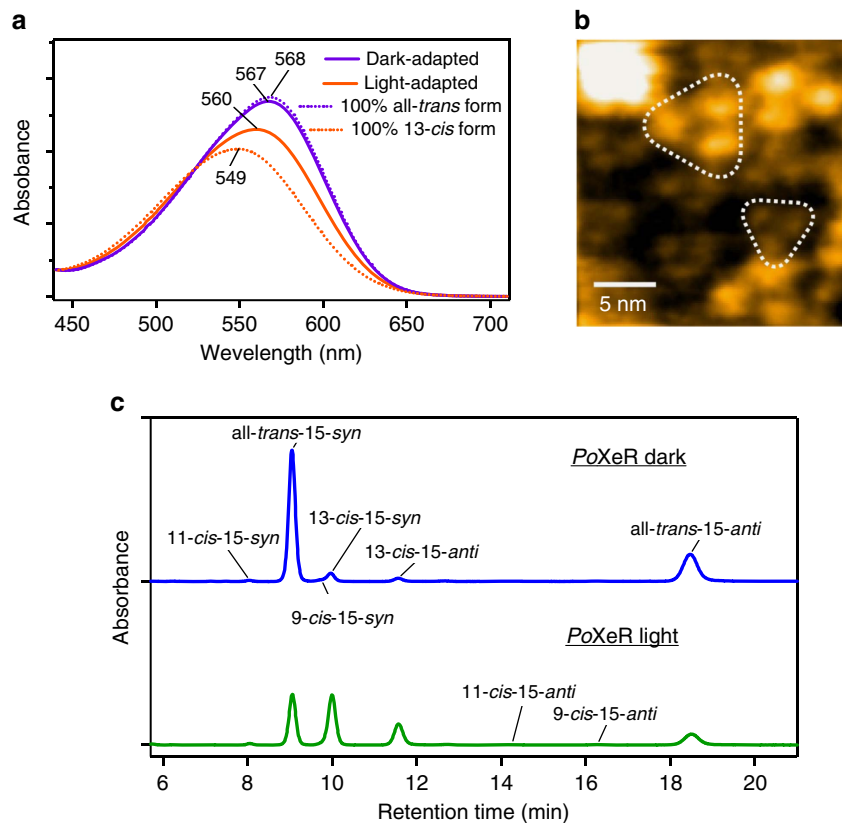 a
Absobance
568
567
560
549
Dark-adapted
Light-adapted
100% all-trans form
100% 13-cis form
450
500
550
600
650
700
Wavelength (nm)
b
5 nm
c
Absorbance
all-trans-15-syn
PoXeR dark
11-cis-15-syn
13-cis-15-syn
13-cis-15-anti
all-trans-15-anti
9-cis-15-syn
PoXeR light
11-cis-15-anti
9-cis-15-anti
6
8
10
12
14
16
18
20
Retention time (min)